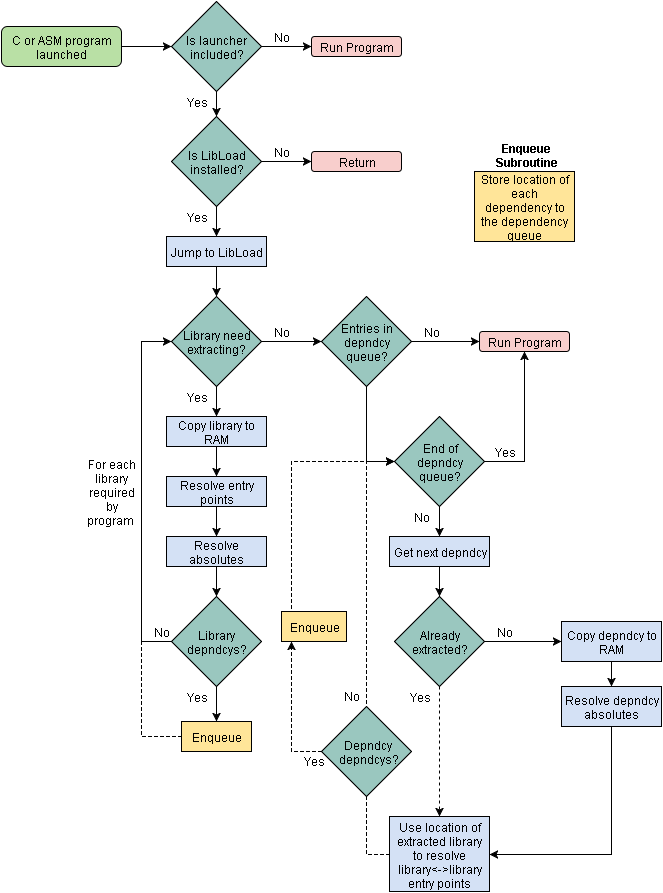 C or ASM program
launched
Is launcher
included?
No
Run Program
Yes
Is LibLoad
installed?
No
Return
Enqueue
Subroutine
Store location of
each
dependency to
the dependency
queue
Yes
Jump to LibLoad
Library need
extracting?
No
Entries in
depndcy
queue?
No
Run Program
Yes
Copy library to
RAM
For each
library
required
by
program
Resolve entry
points
Resolve
absolutes
End of
depndcy
queue?
Yes
No
Get next depndcy
No
Library
depndcys?
Enqueue
Already
extracted?
No
Copy depndcy to
RAM
Yes
Enqueue
No
Yes
Resolve depndcy
absolutes
Depndcy
depndcys?
Yes
Use location of
extracted library
to resolve
library<->library
entry points